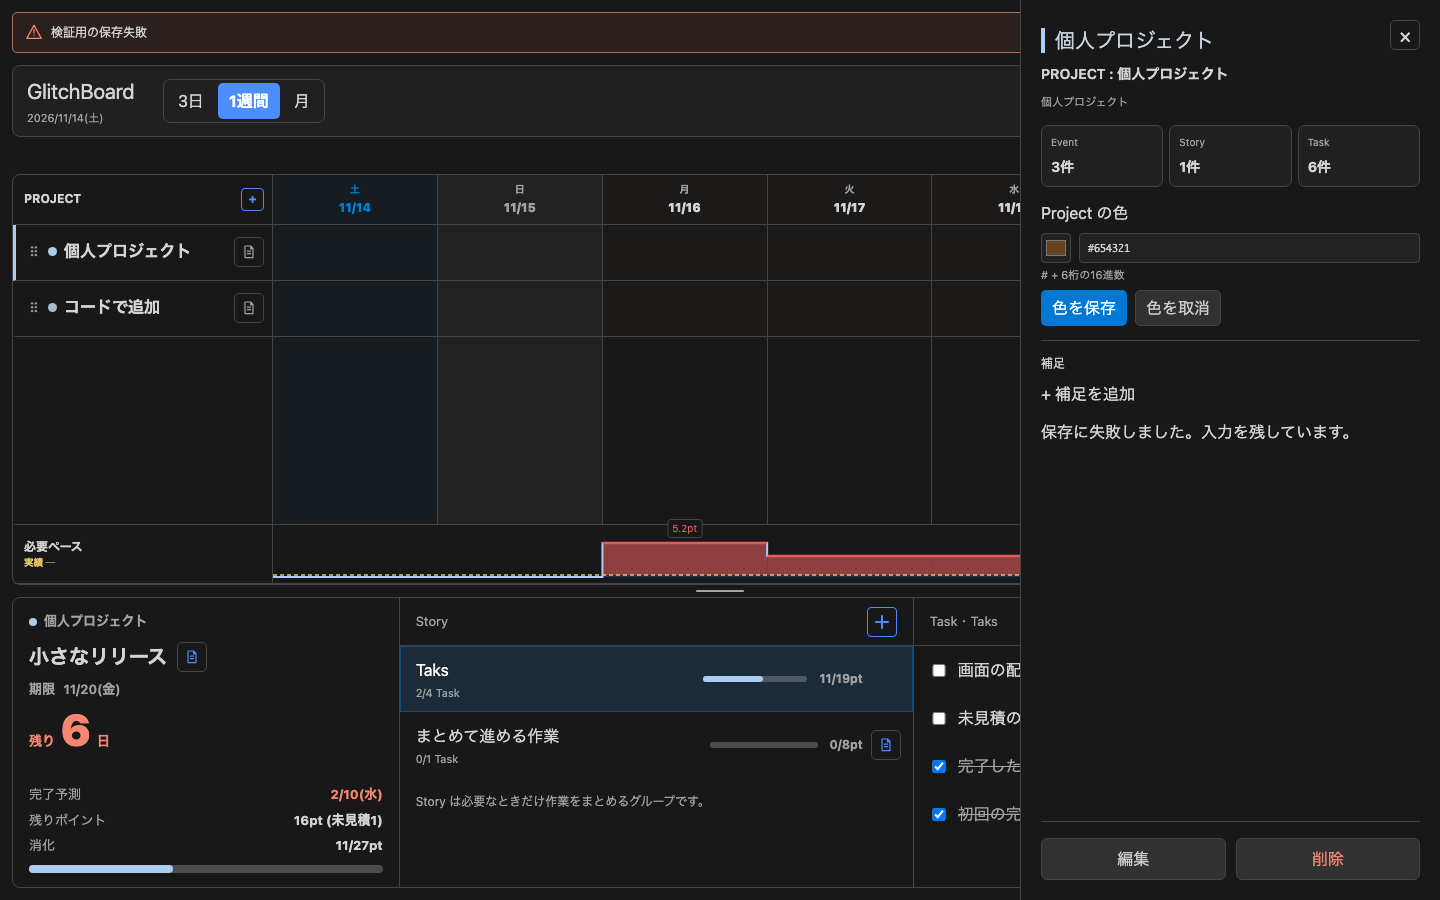 検証用の保存失敗
GlitchBoard
2026/11/14(土)
3日
1週間
月
PROJECT
+
土
11/14
日
11/15
月
11/16
火
11/17
水
11/1
個人プロジェクト
コードで追加
必要ペース
実績
5.2pt
個人プロジェクト
小さなリリース
期限 11/20(金)
残り 6 日
完了予測 2/10(水)
残りポイント 16pt (未見積1)
消化 11/27pt
Story
+
Taks
2/4 Task
11/19pt
まとめて進める作業
0/1 Task
0/8pt
Story は必要なときだけ作業をまとめるグループです。
Task・Taks
画面の配
未見積の
完了した
初回の完
個人プロジェクト
×
PROJECT : 個人プロジェクト
個人プロジェクト
Event
3件
Story
1件
Task
6件
Project の色
#654321
# + 6桁の16進数
色を保存
色を取消
補足
+ 補足を追加
保存に失敗しました。入力を残しています。
編集
削除